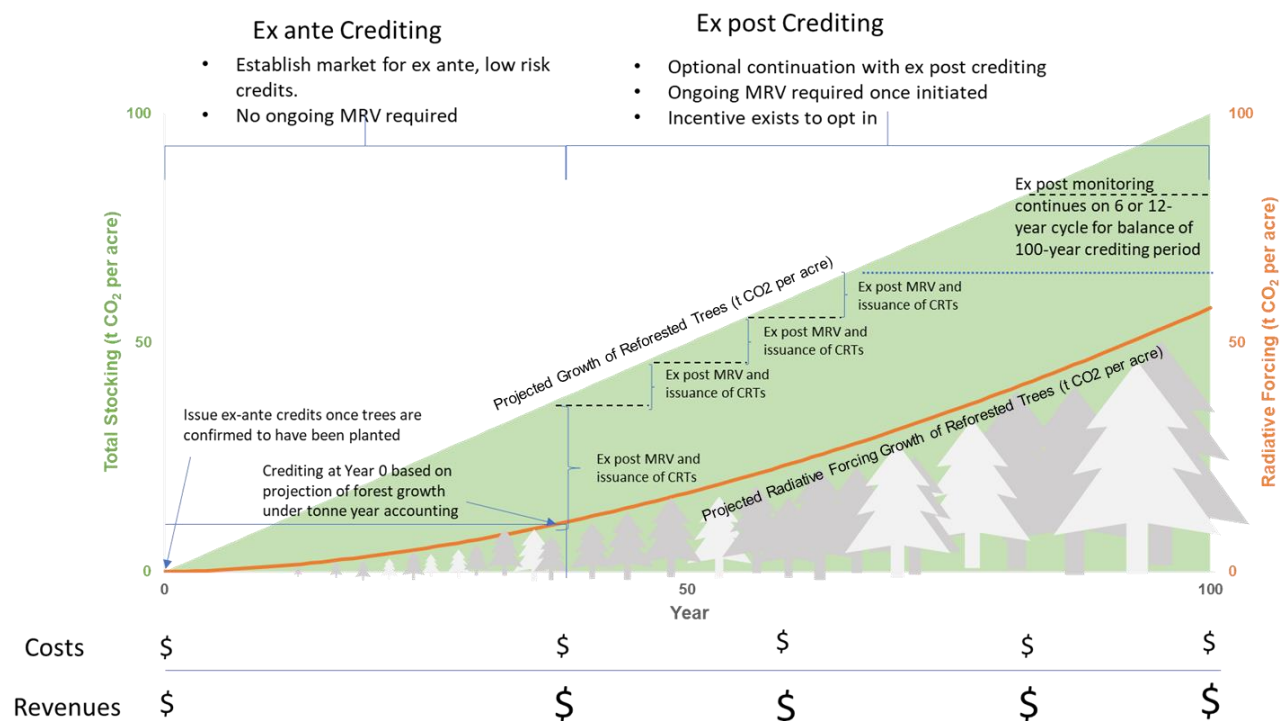 Ex ante Crediting
• Establish market for ex ante, low risk
credits.
• No ongoing MRV required
Ex post Crediting
• Optional continuation with ex post crediting
• Ongoing MRV required once initiated
• Incentive exists to opt in
100
50
0
Total Stocking (t CO₂ per acre)
100
50
0
Radiative Forcing (t CO₂ per acre)
Ex post monitoring
continues on 6 or 12-
year cycle for balance of
100-year crediting period
Projected Growth of Reforested Trees (t CO2 per acre)
Ex post MRV and
issuance of CRTs
Ex post MRV and
issuance of CRTs
Ex post MRV and
issuance of CRTs
Ex post MRV and
issuance of CRTs
Issue ex-ante credits once trees are
confirmed to have been planted
Crediting at Year 0 based on
projection of forest growth
under tonne year accounting
Projected Radiative Forcing Growth of Reforested Trees (t CO2 per acre)
0 50 100
Year
Costs $ $ $ $ $
Revenues $ $ $ $ $